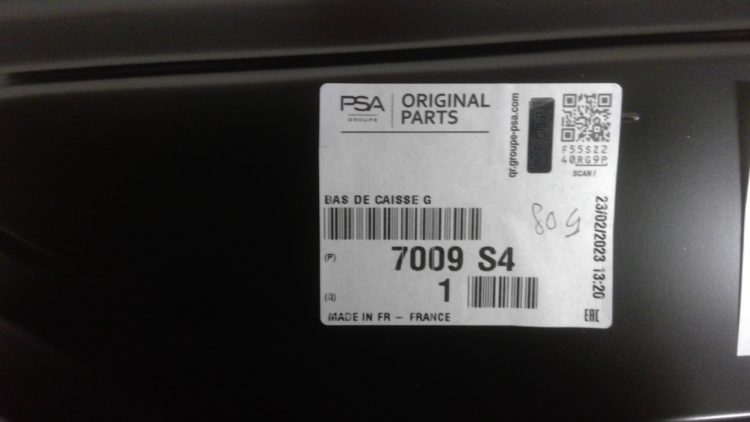 PSA
GROUPE
ORIGINAL
PARTS
qr.groupe-psa.com
F55S22
40RG9P
SCAN !
BAS DE CAISSE G
(P)
7009 S4
(Q)
1
MADE IN FR - FRANCE
23/02/2023 13:20
EAC